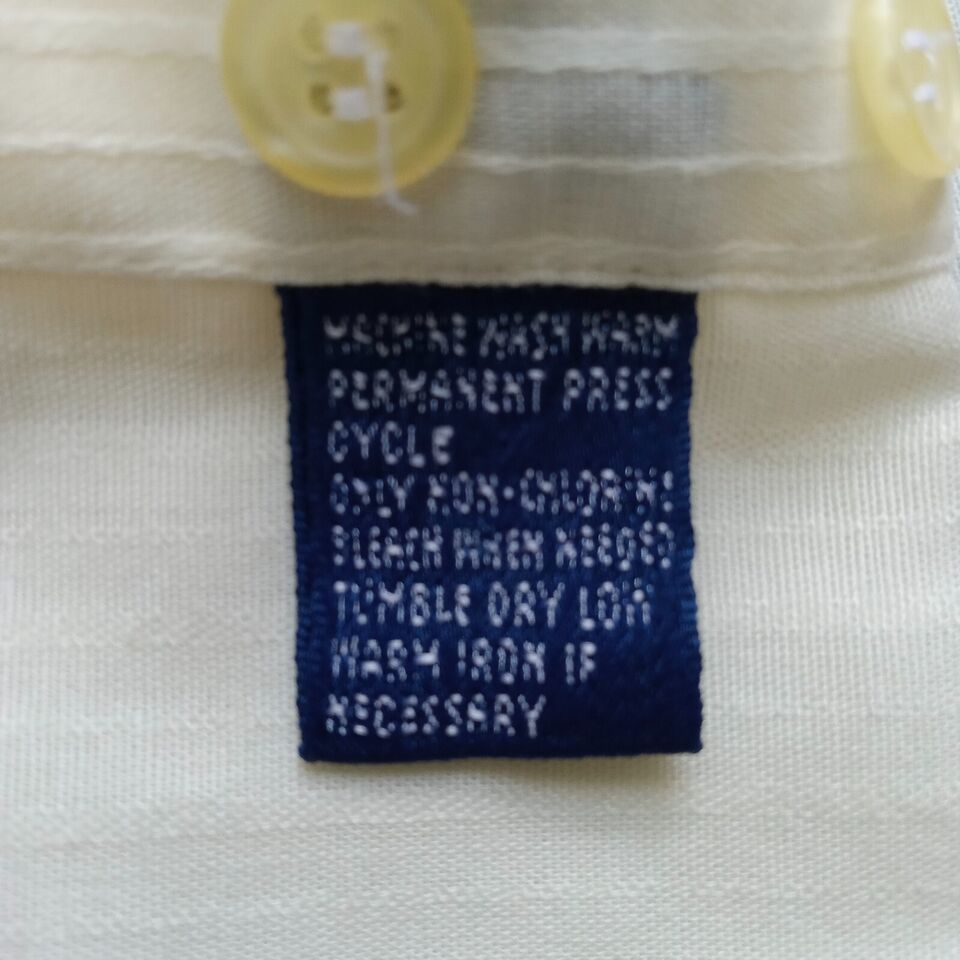 MACHINE WASH WARM
PERMANENT PRESS
CYCLE
ONLY NON-CHLORINE
BLEACH WHEN NEEDED
TUMBLE DRY LOW
WARM IRON IF
NECESSARY